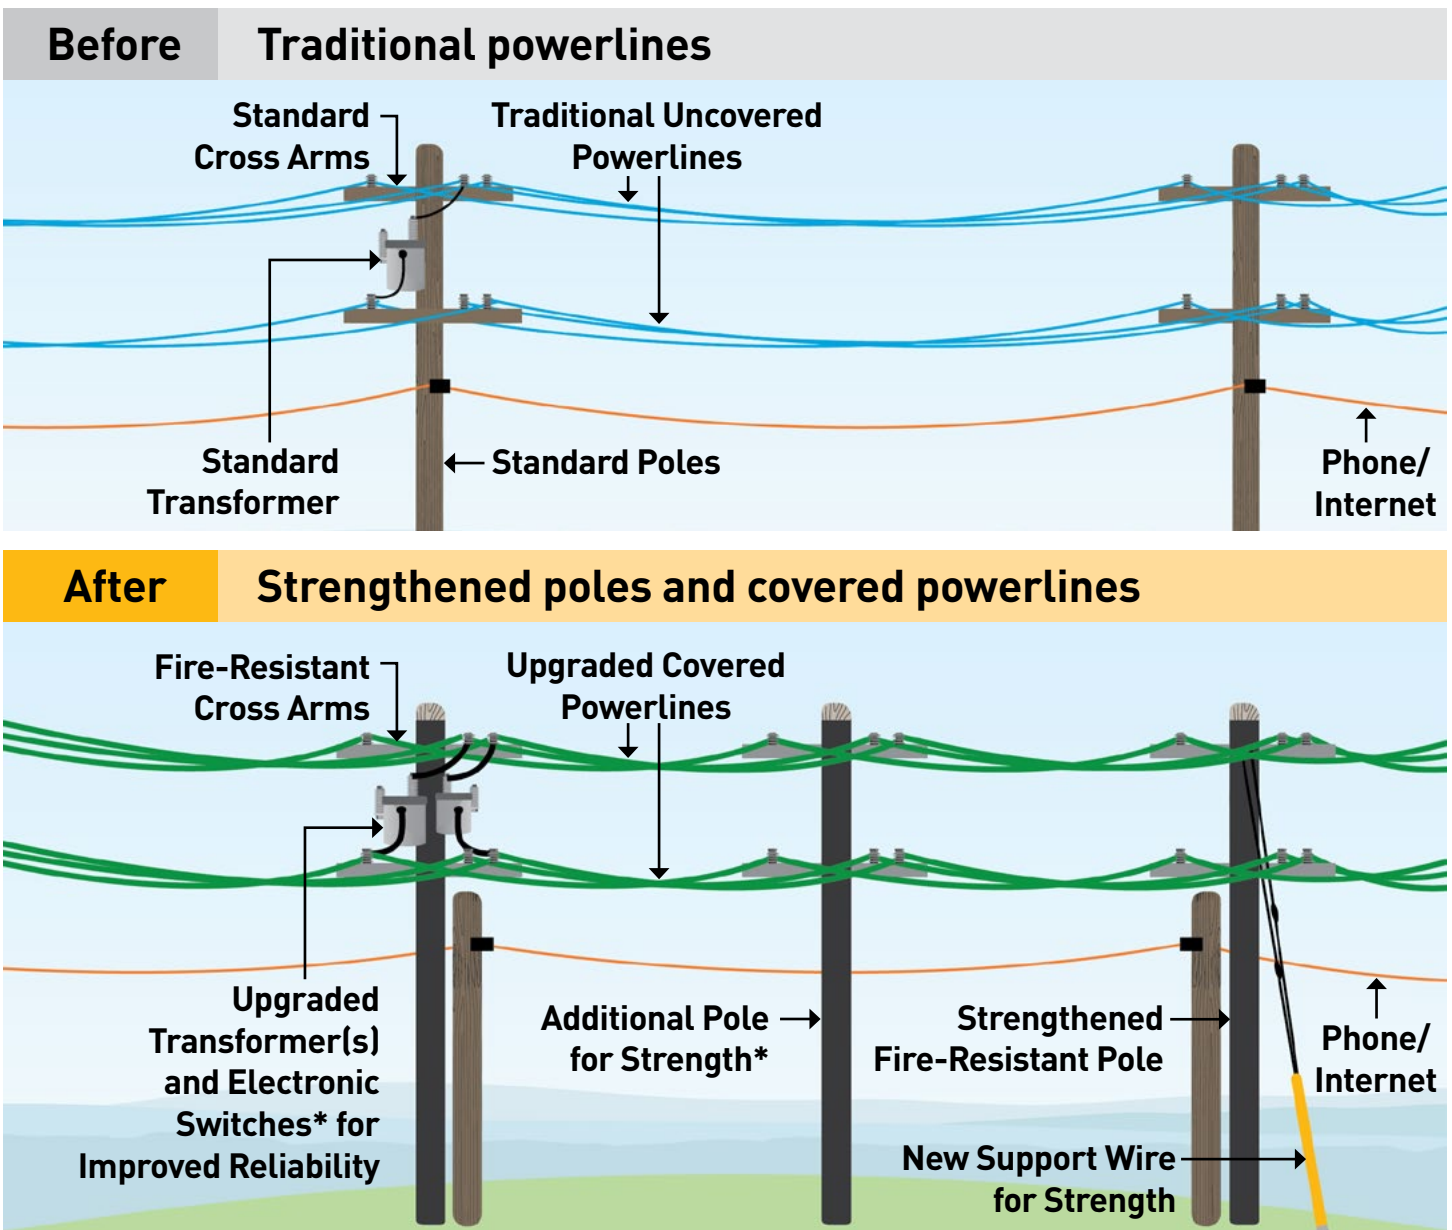 Before
Traditional powerlines
Standard
Cross Arms
Traditional Uncovered
Powerlines
Standard
Transformer
Standard Poles
Phone/
Internet
After
Strengthened poles and covered powerlines
Fire-Resistant
Cross Arms
Upgraded Covered
Powerlines
Upgraded
Transformer(s)
and Electronic
Switches* for
Improved Reliability
Additional Pole
for Strength*
Strengthened
Fire-Resistant Pole
Phone/
Internet
New Support Wire
for Strength